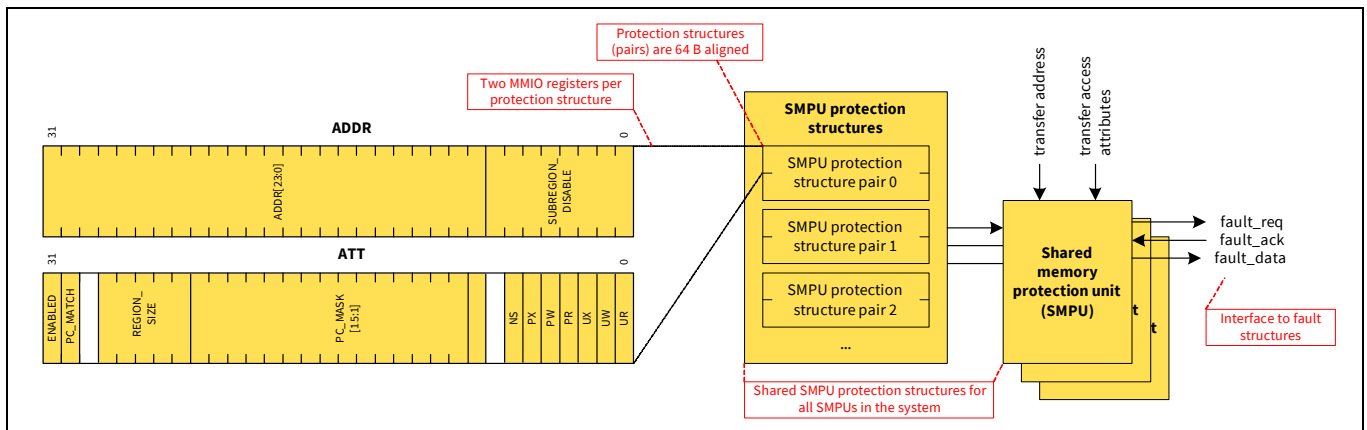 Protection structures
(pairs) are 64 B aligned
Two MMIO registers per
protection structure
31
ADDR
0
ADDR[23:0]
SUBREGION_
DISABLE
31
ATT
0
ENABLED
PC_MATCH
REGION_
SIZE
PC_MASK
[15:1]
NS
PX
PW
PR
UX
UW
UR
SMPU protection
structures
SMPU protection
structure pair 0
SMPU protection
structure pair 1
SMPU protection
structure pair 2
...
Shared SMPU protection structures for
all SMPUs in the system
transfer address
transfer access
attributes
Shared
memory
protection unit
(SMPU)
t
t
fault_req
fault_ack
fault_data
Interface to fault
structures